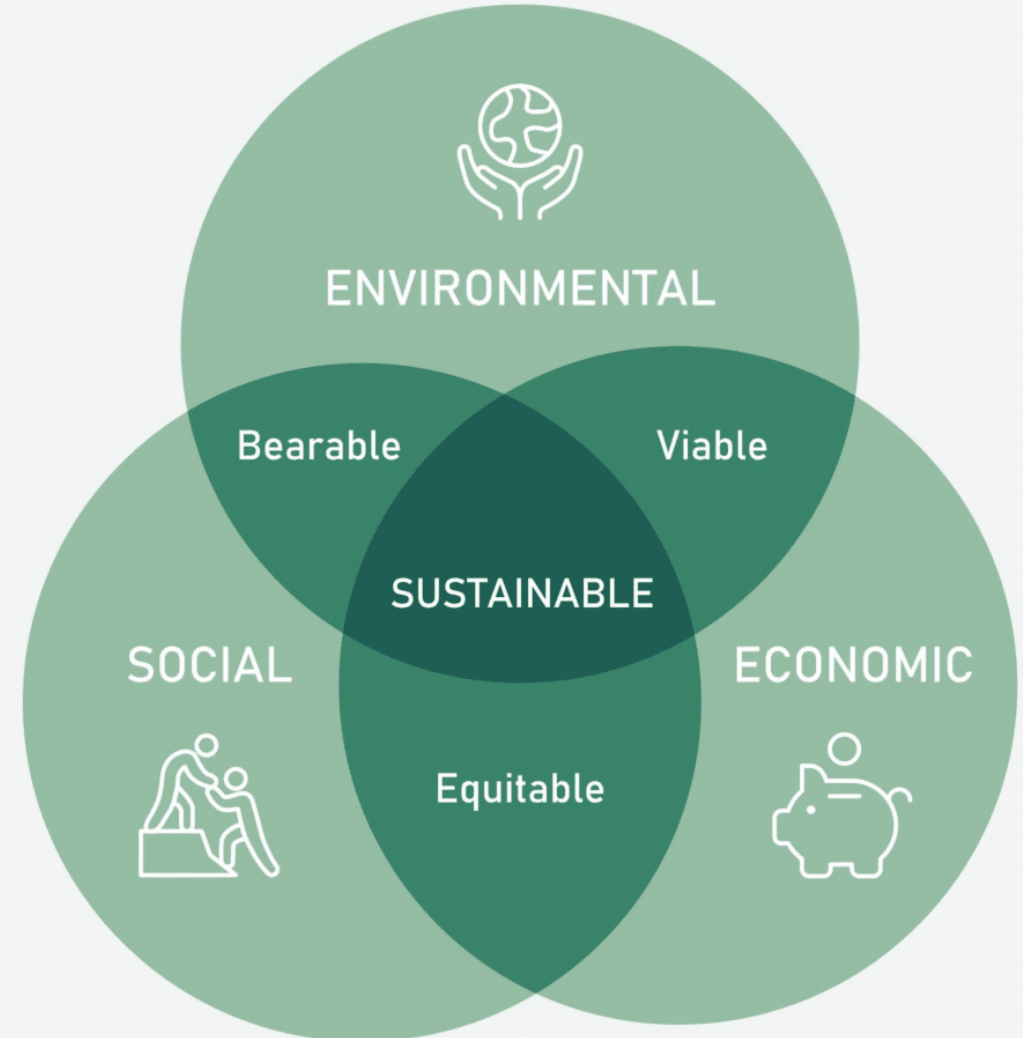 ENVIRONMENTAL
Bearable
Viable
SUSTAINABLE
SOCIAL
ECONOMIC
Equitable